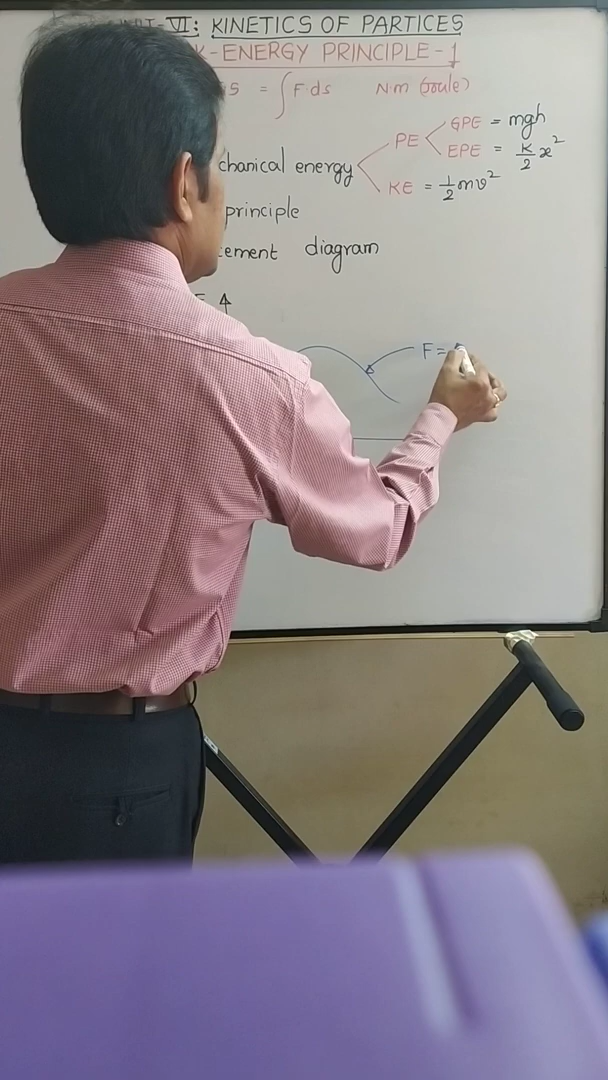 -VI: KINETICS OF PARTICES
K-ENERGY PRINCIPLE-1
S = ∫F·ds N·m (Joule)
GPE = mgh
PE
EPE = K/2 x²
chanical energy
KE = 1/2 mv²
principle
cement diagram
F=